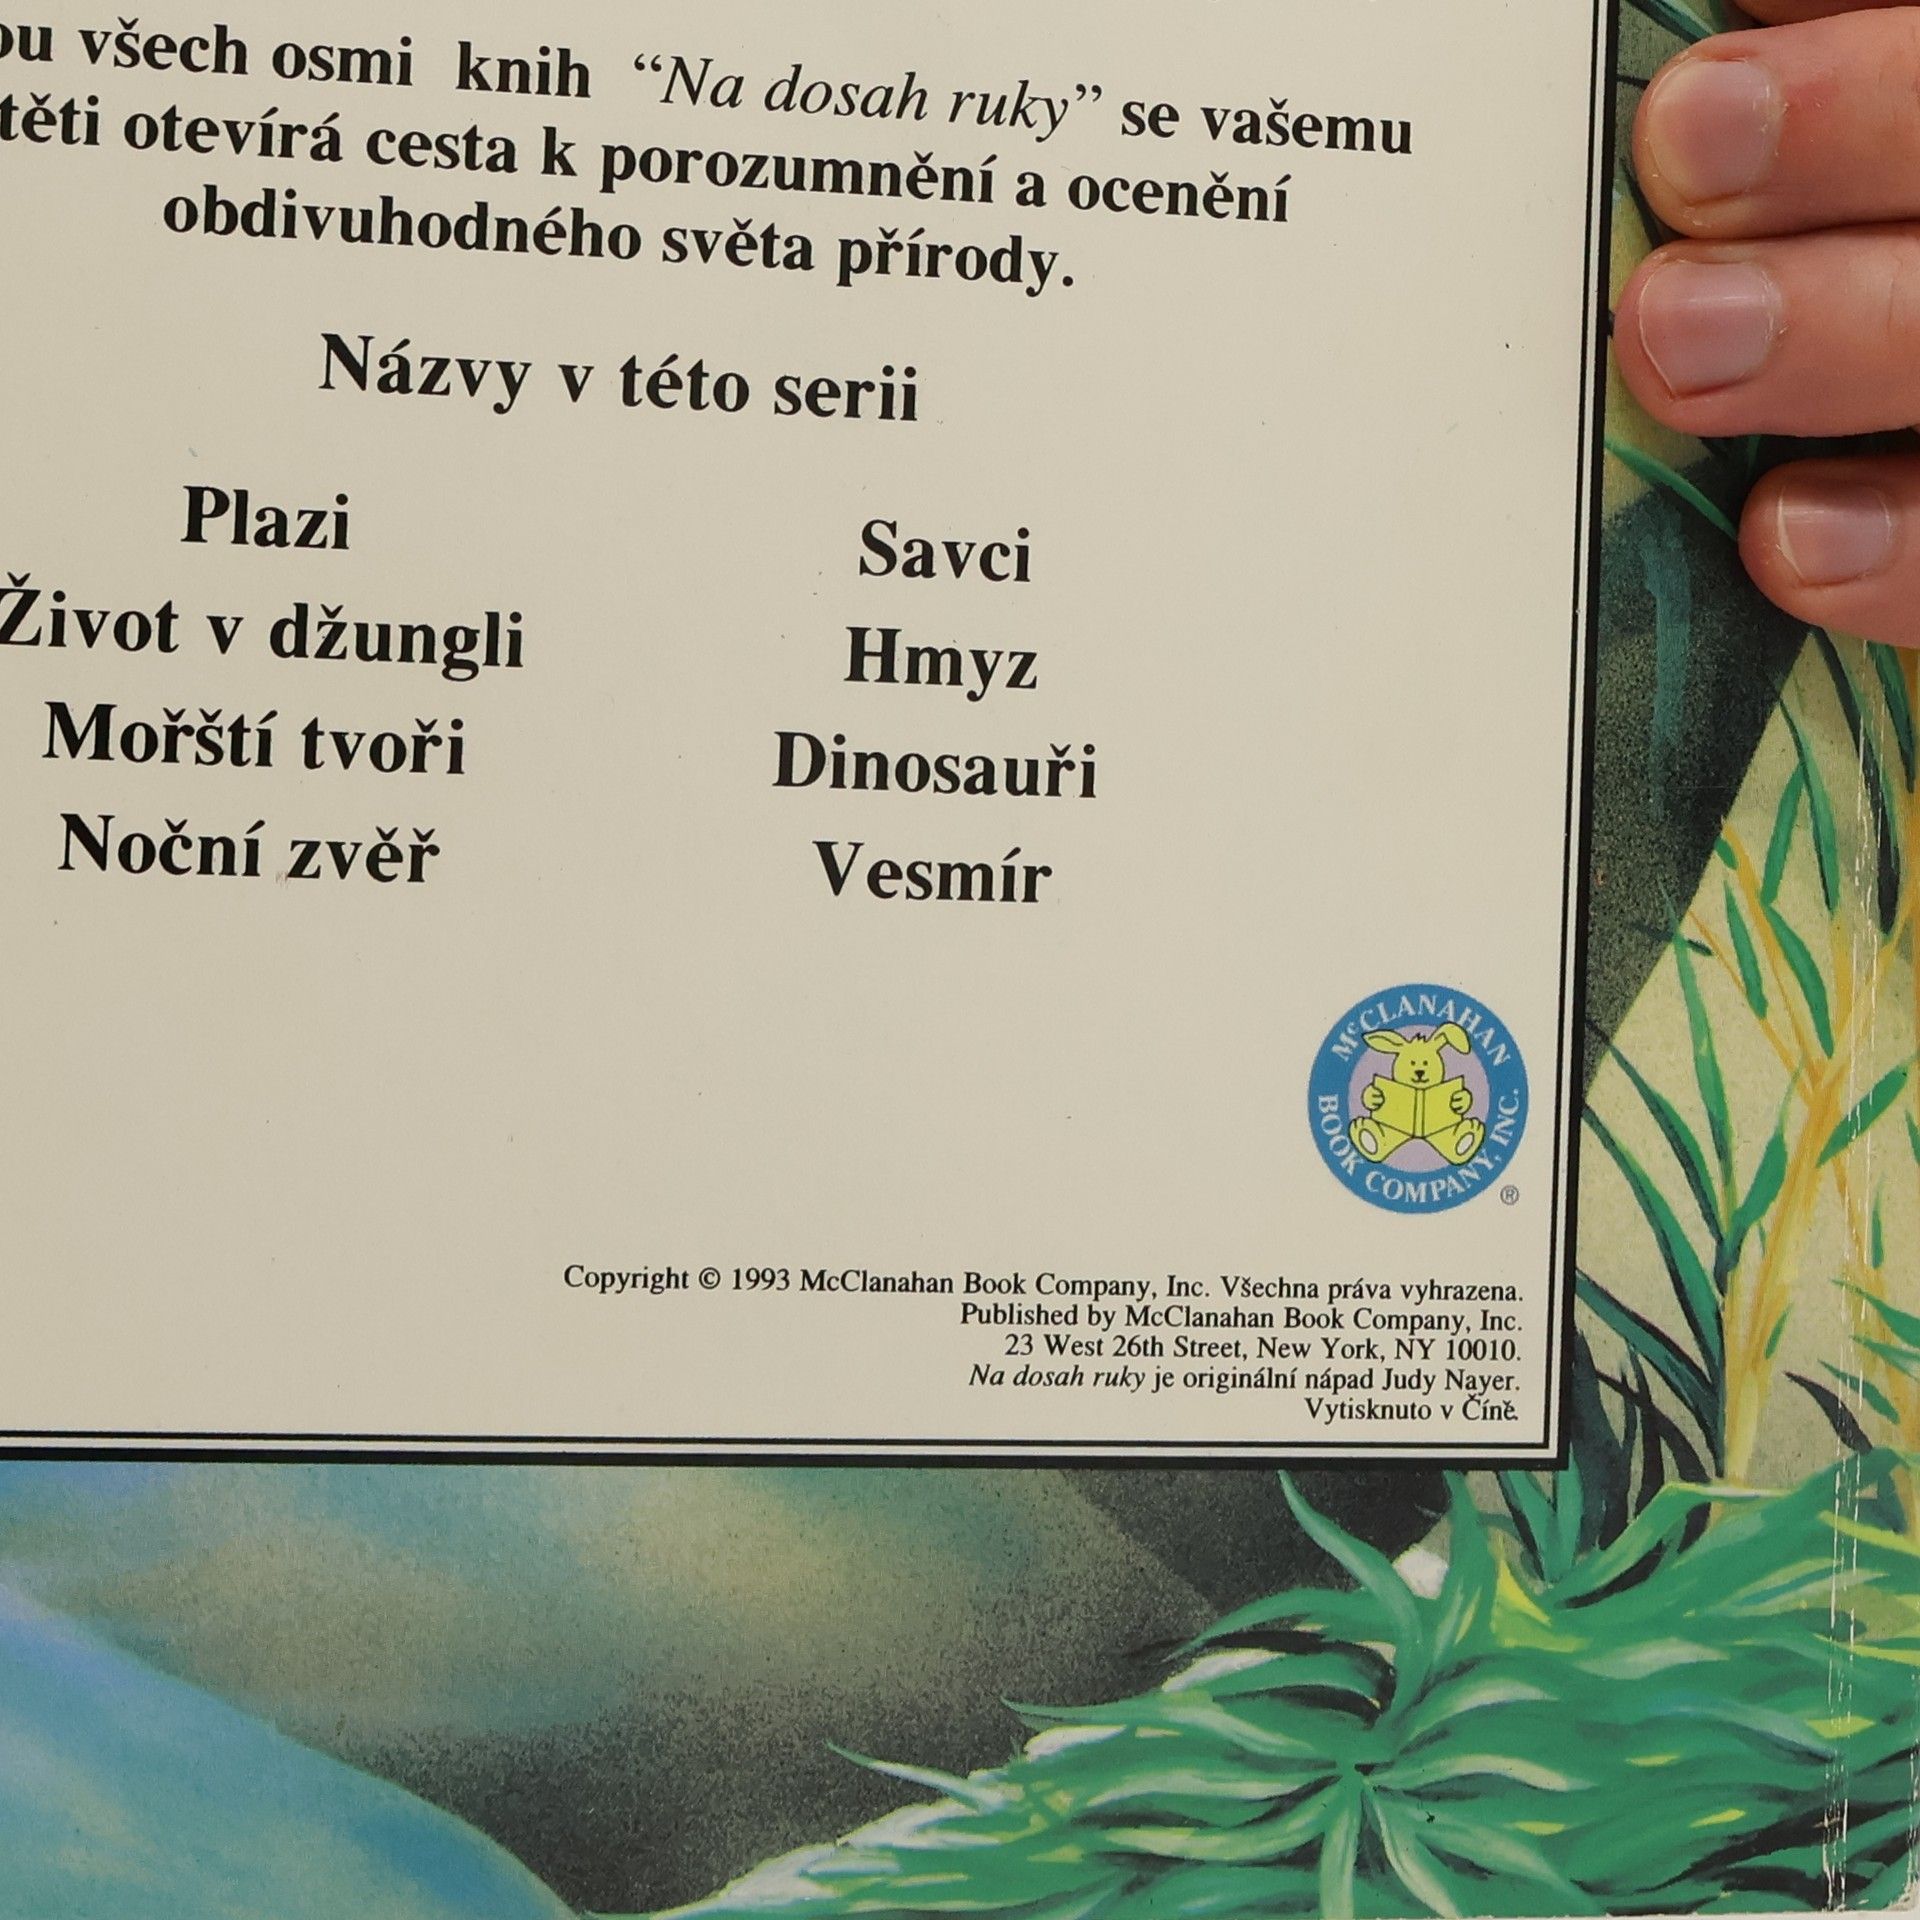 všech osmi knih “Na dosah ruky” se vašemu
otevírá cesta k porozumnění a ocenění
obdivuhodného světa přírody.
Názvy v této serii
Plazi
Život v džungli
Mořští tvoři
Noční zvěř
Savci
Hmyz
Dinosauři
Vesmír
McCLANAHAN
BOOK COMPANY, INC.
®
Copyright © 1993 McClanahan Book Company, Inc. Všechna práva vyhrazena.
Published by McClanahan Book Company, Inc.
23 West 26th Street, New York, NY 10010.
Na dosah ruky je originální nápad Judy Nayer.
Vytisknuto v Číně.